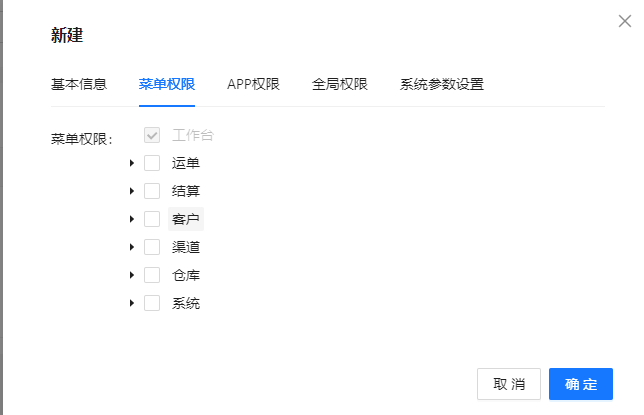 新建
基本信息 菜单权限 APP权限 全局权限 系统参数设置
菜单权限： 工作台
运单
结算
客户
渠道
仓库
系统
取 消 确 定